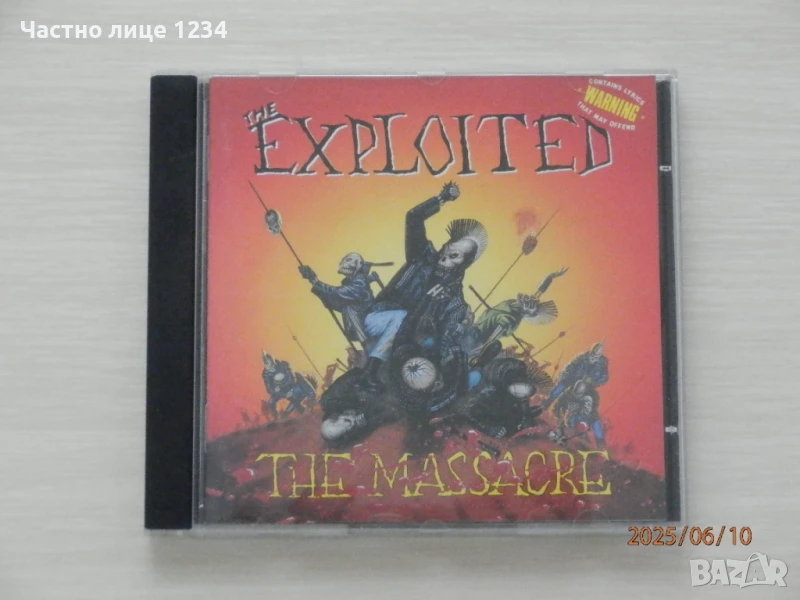 Частно лице 1234
THE
EXPLOITED
CONTAINS LYRICS
WARNING
THAT MAY OFFEND
THE MASSACRE
2025/06/10
BAZAR